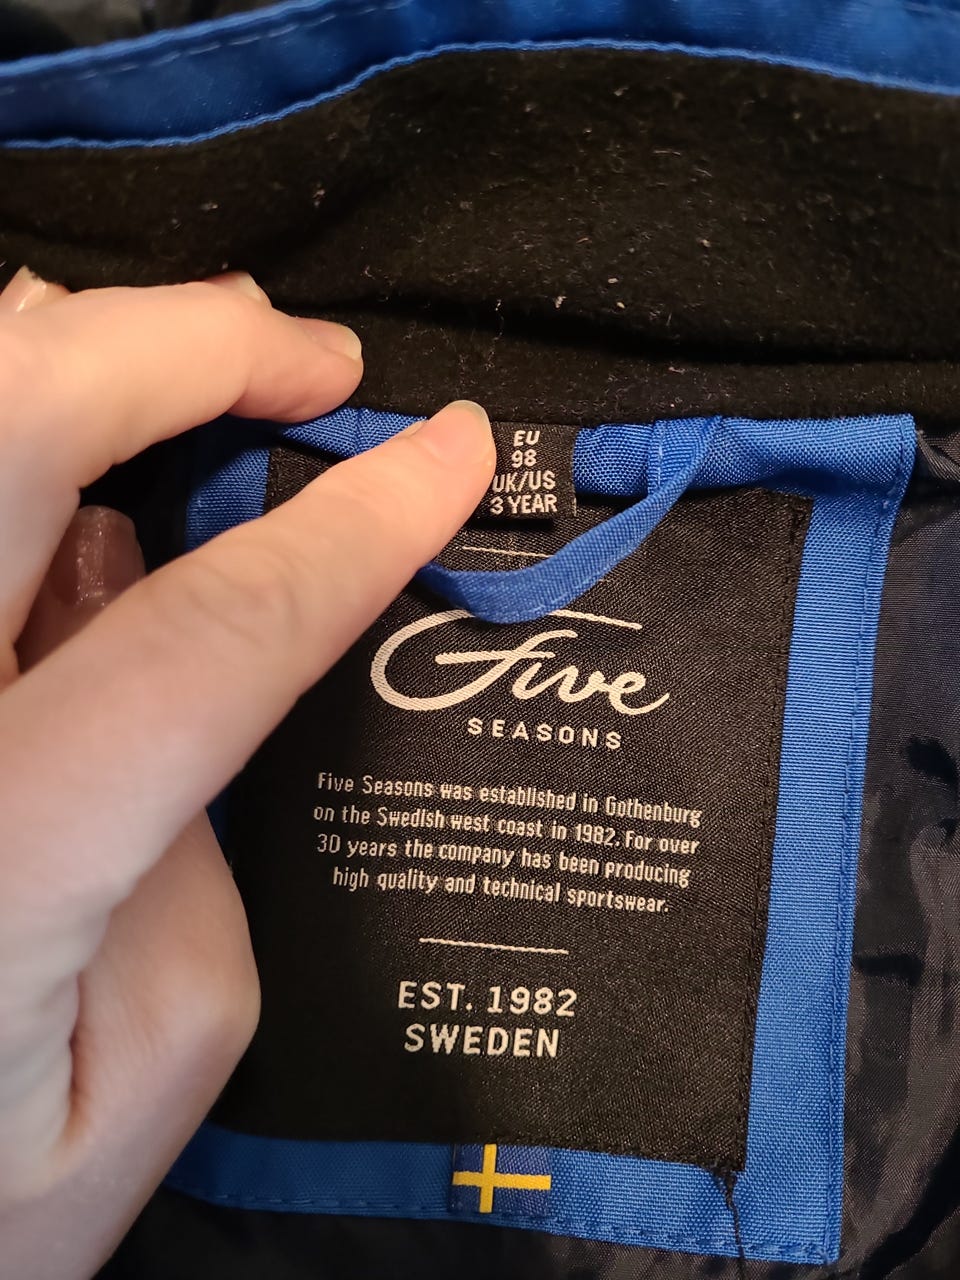 EU
98
UK/US
3 YEAR
Five
SEASONS
Five Seasons was established in Gothenburg
on the Swedish west coast in 1982. For over
30 years the company has been producing
high quality and technical sportswear.
EST. 1982
SWEDEN